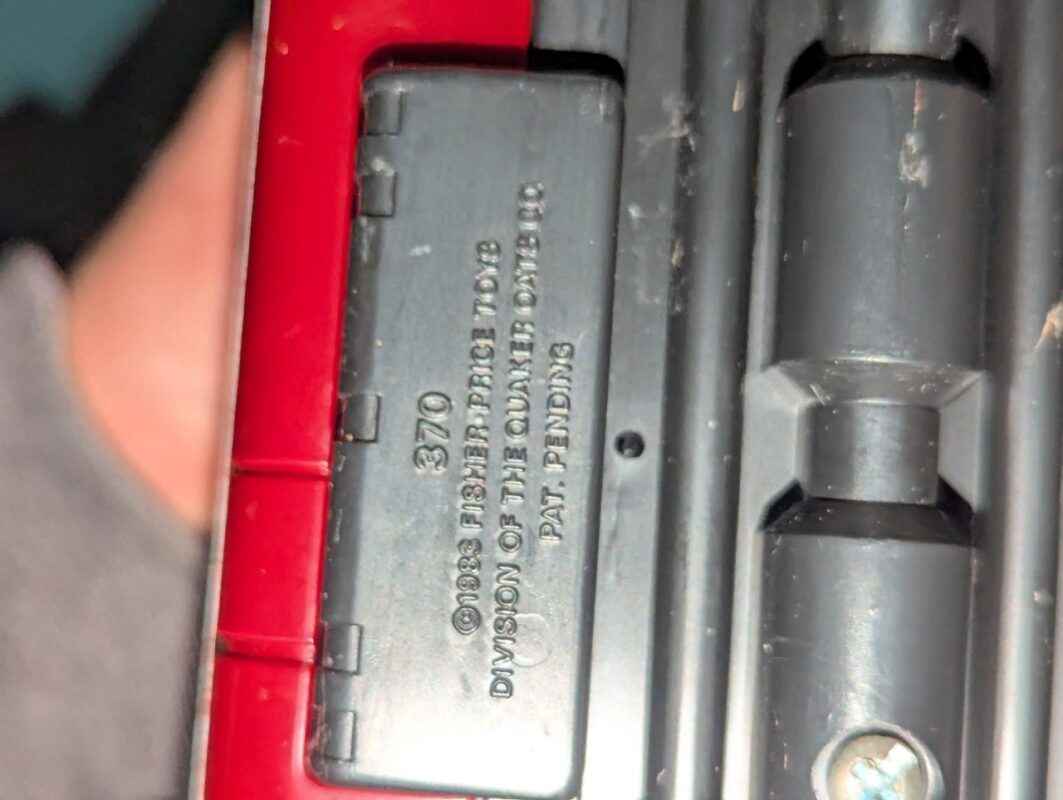 370
©1983 FISHER-PRICE TOYS
DIVISION OF THE QUAKER OATS CO.
PAT. PENDING